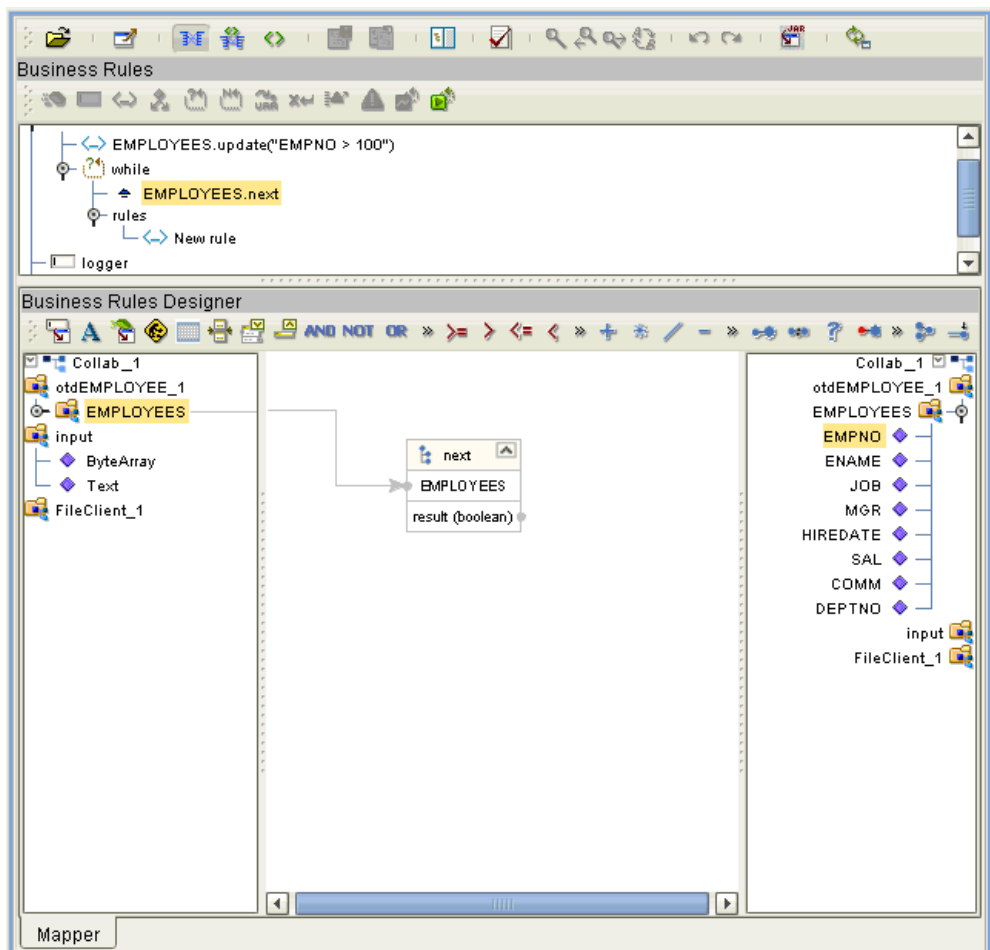 JAR
Business Rules
JAR
EMPLOYEES.update("EMPNO > 100")
while
EMPLOYEES.next
rules
New rule
logger
Business Rules Designer
A AND NOT OR » >= > <= < » + * / - » ? »
Collab_1
otdEMPLOYEE_1
EMPLOYEES
input
ByteArray
Text
FileClient_1
next
EMPLOYEES
result (boolean)
Collab_1
otdEMPLOYEE_1
EMPLOYEES
EMPNO
ENAME
JOB
MGR
HIREDATE
SAL
COMM
DEPTNO
input
FileClient_1
Mapper